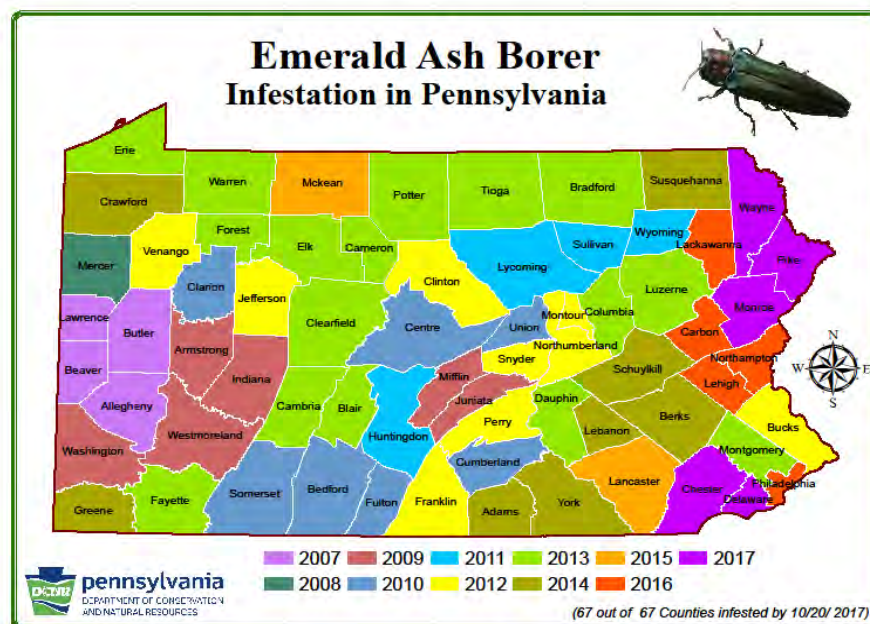 Emerald Ash Borer
Infestation in Pennsylvania
Erie
Warren
Mckean
Potter
Tioga
Bradford
Susquehanna
Wayne
Crawford
Forest
Elk
Cameron
Venango
Mercer
Clarion
Jefferson
Clinton
Lycoming
Sullivan
Wyoming
Lackawanna
Pike
Lawrence
Butler
Clearfield
Centre
Union
Montour
Columbia
Luzerne
Monroe
Carbon
Northampton
Beaver
Armstrong
Indiana
Northumberland
Snyder
Mifflin
Juniata
Schuylkill
Lehigh
Allegheny
Cambria
Blair
Huntingdon
Perry
Dauphin
Lebanon
Berks
Bucks
Washington
Westmoreland
Cumberland
Montgomery
Philadelphia
Greene
Fayette
Somerset
Bedford
Fulton
Franklin
Adams
York
Lancaster
Chester
Delaware
N
W E
S
2007 2009 2011 2013 2015 2017
2008 2010 2012 2014 2016
DCNR
pennsylvania
DEPARTMENT OF CONSERVATION
AND NATURAL RESOURCES
(67 out of 67 Counties infested by 10/20/ 2017)